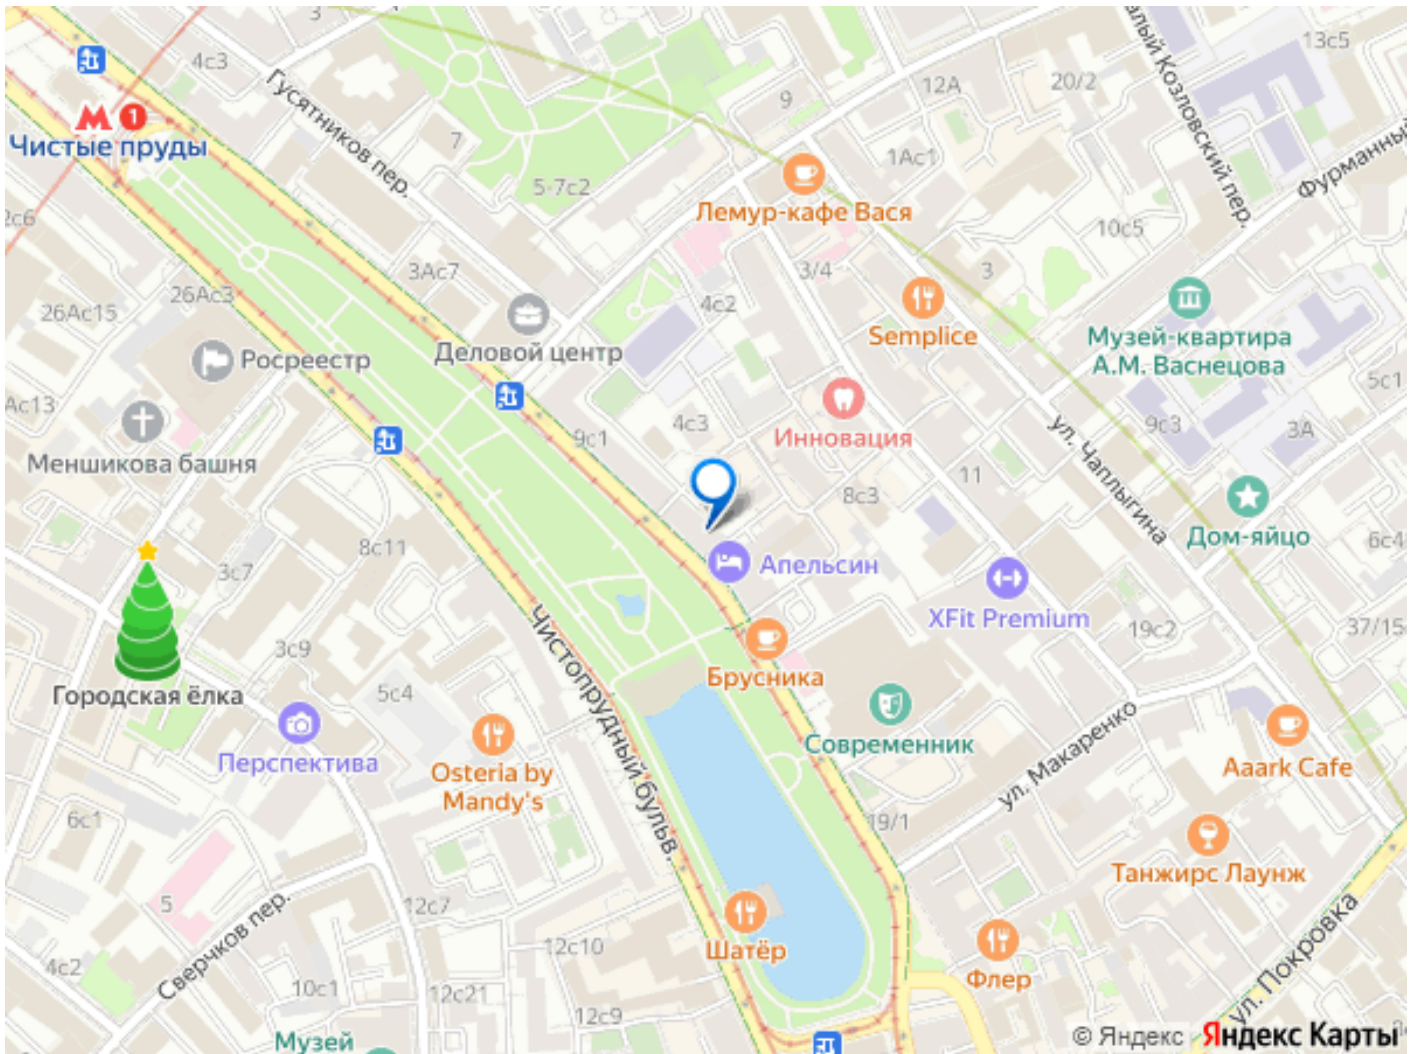 3
4с3
13с5
Малый Козловский пер.
12А
20/2
9
Гусятников пер.
М 1
Чистые пруды
7
1Ас1
Фурманный
5-7с2
Лемур-кафе Вася
2с6
10с5
3Ас7
3/4
3
26Ас3
4с2
26Ас15
Semplice
Музей-квартира
А.М. Васнецова
Деловой центр
Росреестр
5с1
Ас13
4с3
9с1
Инновация
ул. Чаплыгина
9с3
3А
Меншикова башня
11
8с3
Дом-яйцо
6с4
8с11
3с7
Апельсин
XFit Premium
19с2
37/15
Чистопрудный бульв.
3с9
Брусника
Городская ёлка
5с4
ул. Макаренко
Современник
Перспектива
Osteria by
Mandy's
Aaark Cafe
6с1
19/1
Танжирс Лаунж
5
12с7
Сверчков пер.
12с10
Шатёр
Флер
ул. Покровка
4с2
10с1
12с21
12с9
Музей
© Яндекс
Яндекс Карты